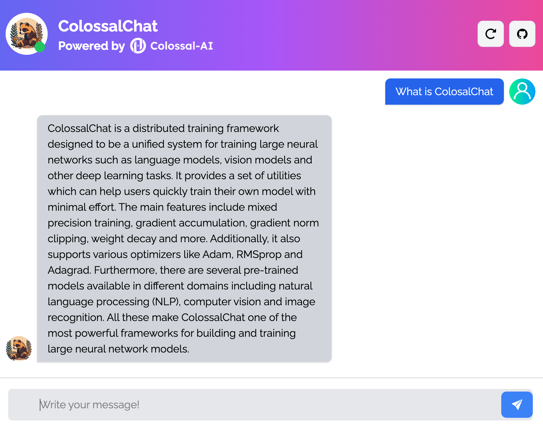 ColossalChat
Powered by Colossal-AI
What is ColosalChat
ColossalChat is a distributed training framework
designed to be a unified system for training large neural
networks such as language models, vision models and
other deep learning tasks. It provides a set of utilities
which can help users quickly train their own model with
minimal effort. The main features include mixed
precision training, gradient accumulation, gradient norm
clipping, weight decay and more. Additionally, it also
supports various optimizers like Adam, RMSprop and
Adagrad. Furthermore, there are several pre-trained
models available in different domains including natural
language processing (NLP), computer vision and image
recognition. All these make ColossalChat one of the
most powerful frameworks for building and training
large neural network models.
Write your message!